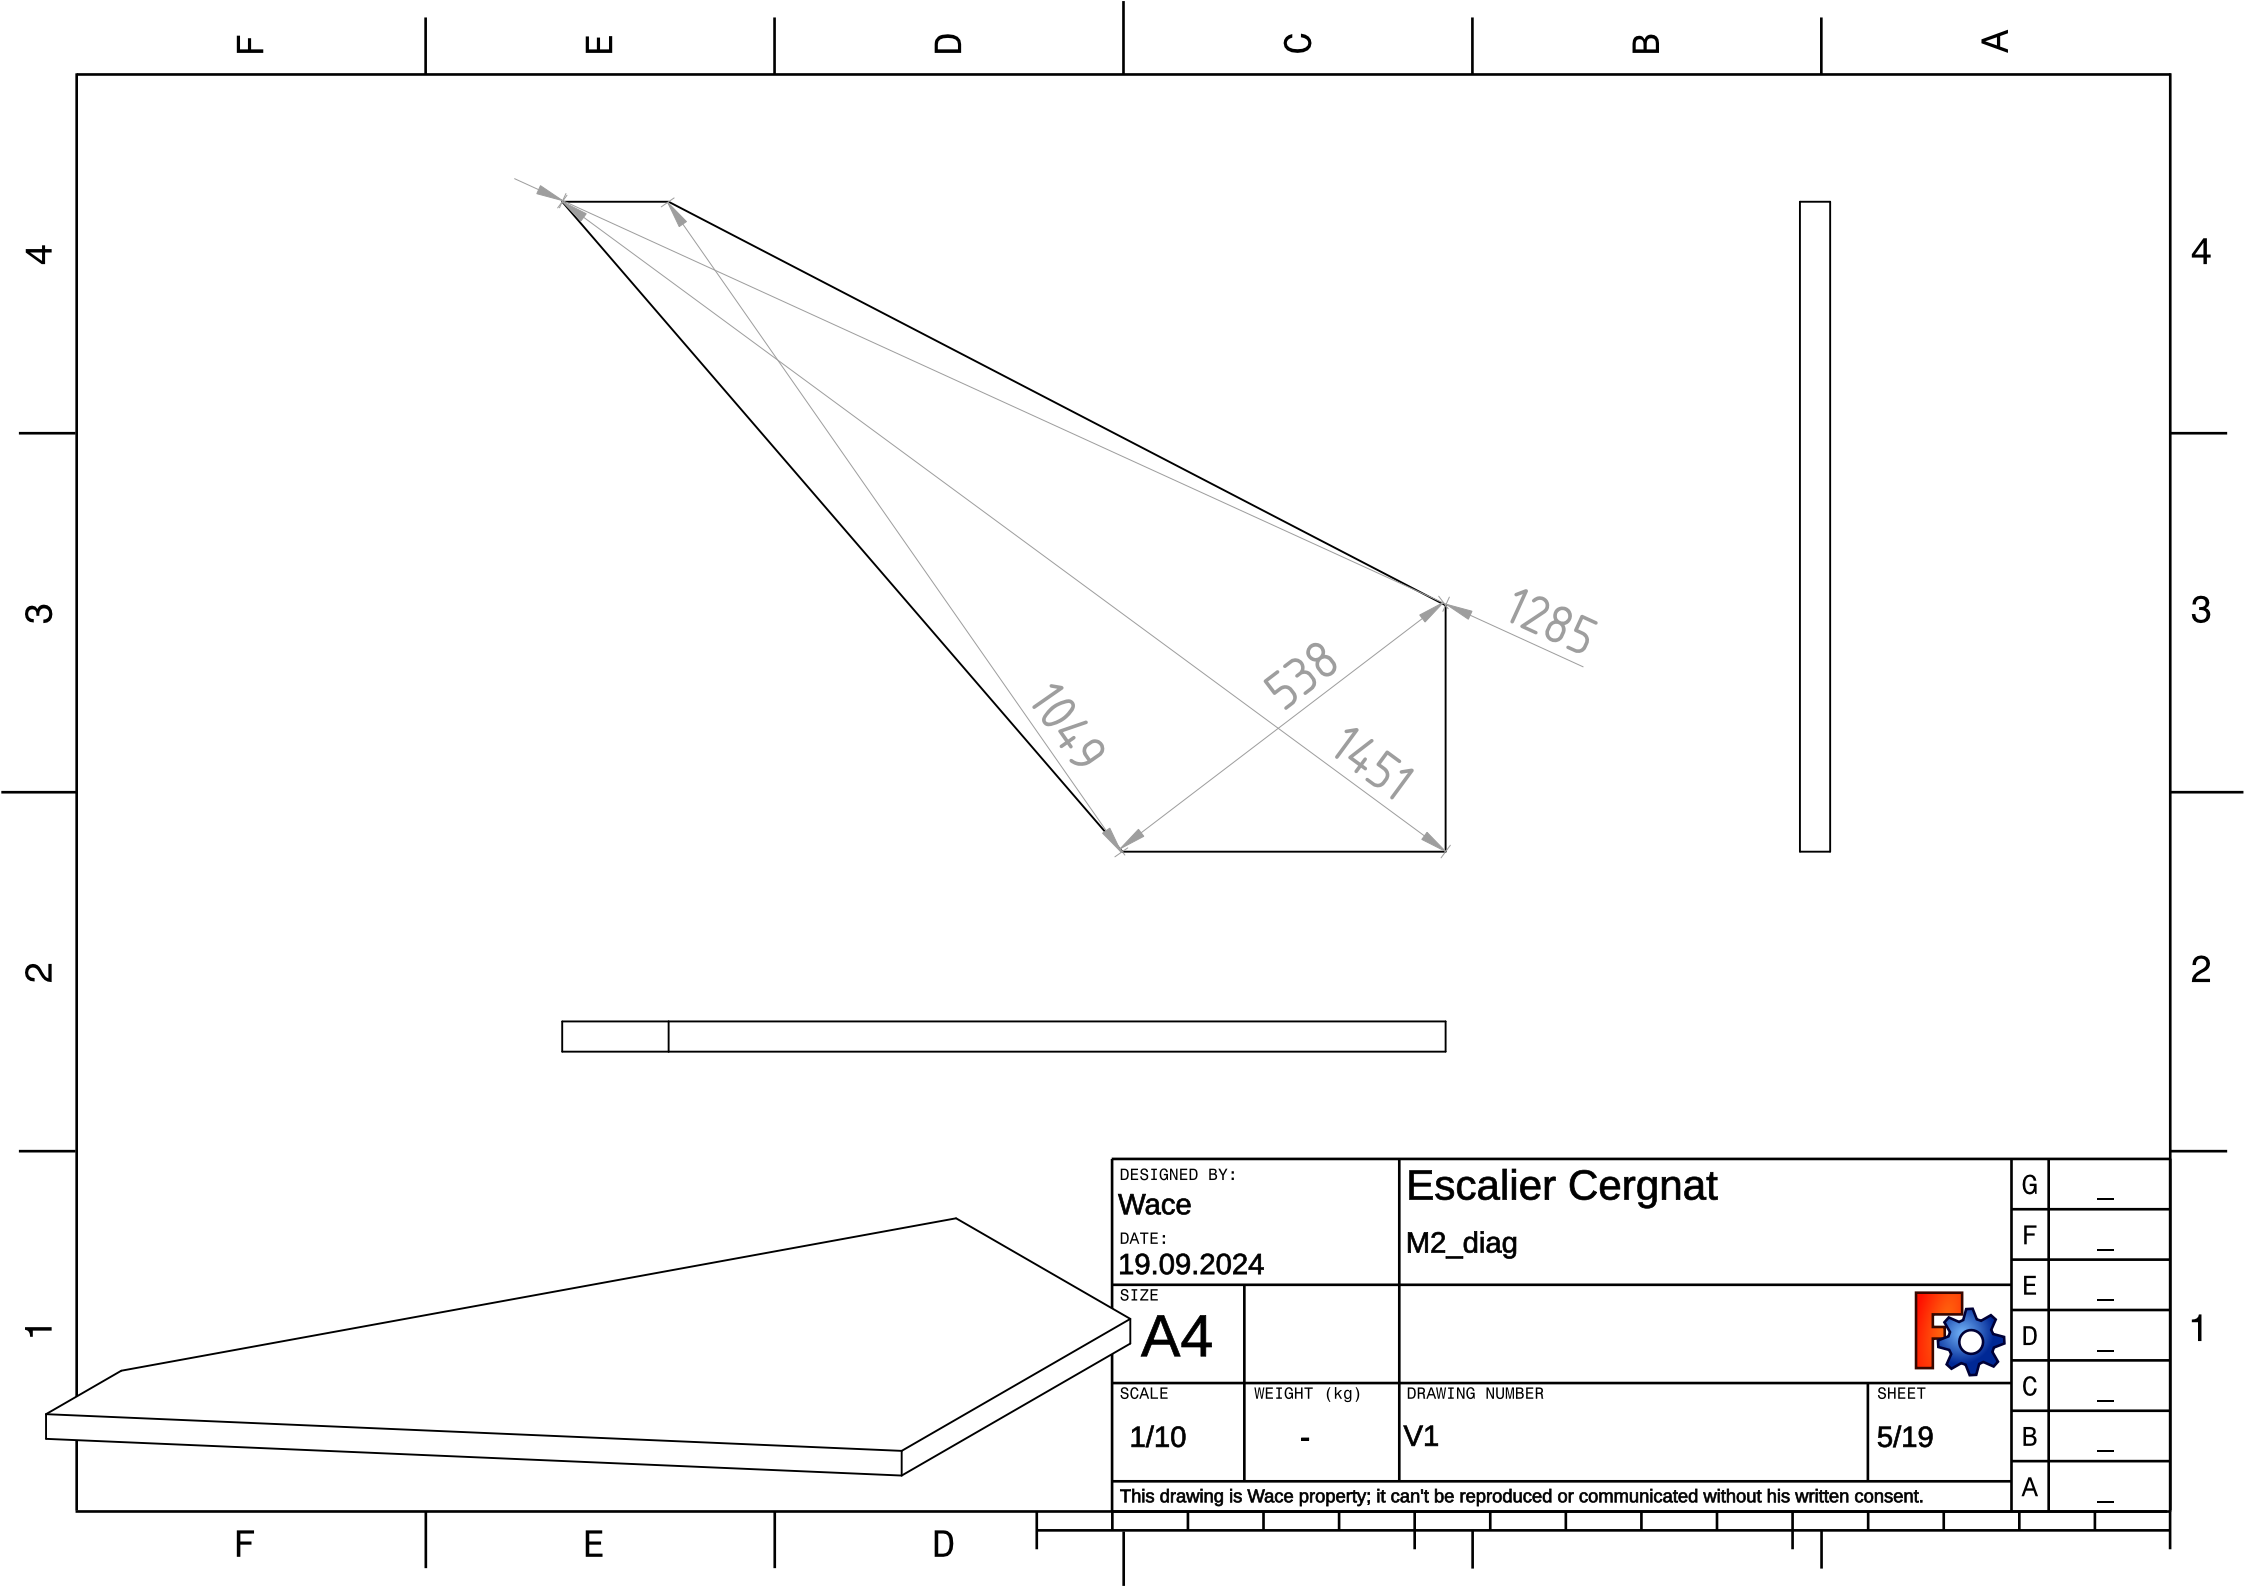 F E D C B A
4 4
3 3
2 2
1 1
1285
538
1049
1451
DESIGNED BY:
Wace
DATE:
19.09.2024
Escalier Cergnat
M2_diag
SIZE
A4
SCALE
1/10
WEIGHT (kg)
-
DRAWING NUMBER
V1
SHEET
5/19
This drawing is Wace property; it can't be reproduced or communicated without his written consent.
G _
F _
E _
D _
C _
B _
A _
F E D